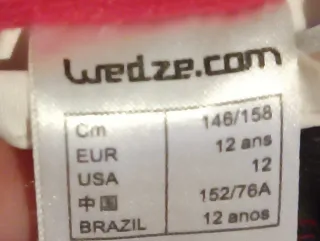 wedze.com
Cm 146/158
EUR 12 ans
USA 12
中国 152/76A
BRAZIL 12 anos